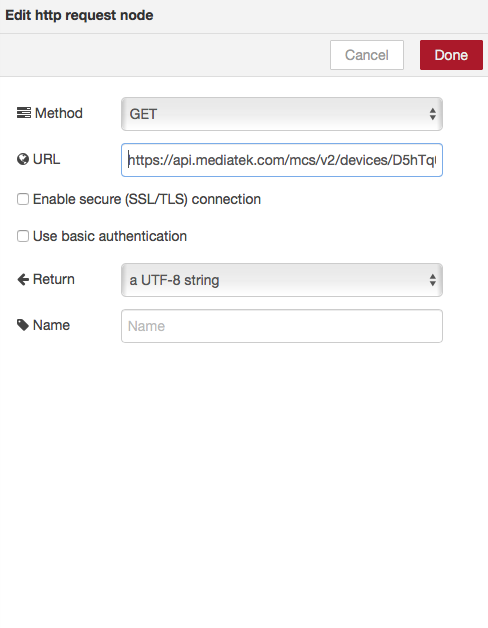 Edit http request node
Cancel
Done
Method
GET
URL
https://api.mediatek.com/mcs/v2/devices/D5hTq
Enable secure (SSL/TLS) connection
Use basic authentication
Return
a UTF-8 string
Name
Name